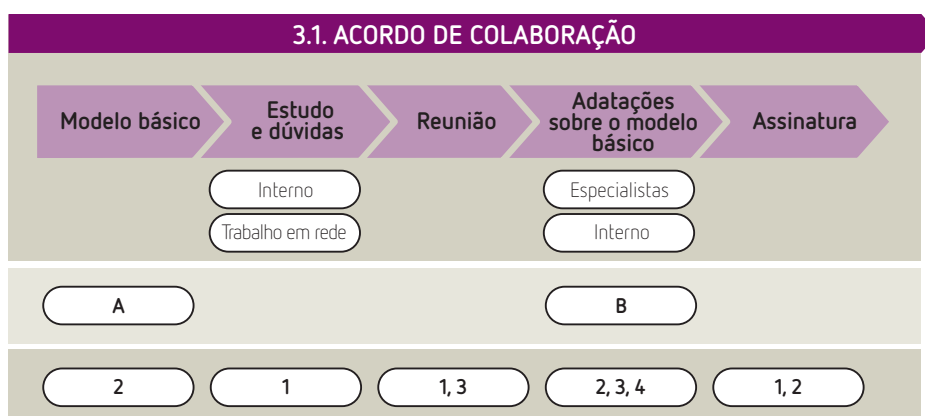 3.1. ACORDO DE COLABORAÇÃO
Modelo básico
Estudo
e dúvidas
Reunião
Adatações
sobre o modelo
básico
Assinatura
Interno
Especialistas
Trabalho em rede
Interno
A
B
2
1
1, 3
2, 3, 4
1, 2